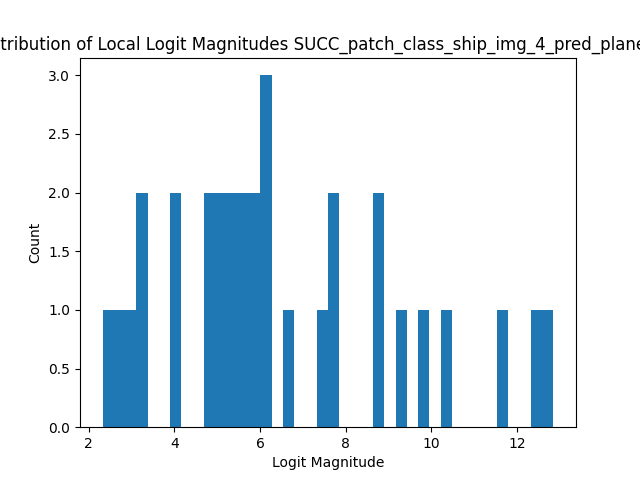 tribution of Local Logit Magnitudes SUCC_patch_class_ship_img_4_pred_plane
3.0
2.5
2.0
1.5
1.0
0.5
0.0
Count
2 4 6 8 10 12
Logit Magnitude